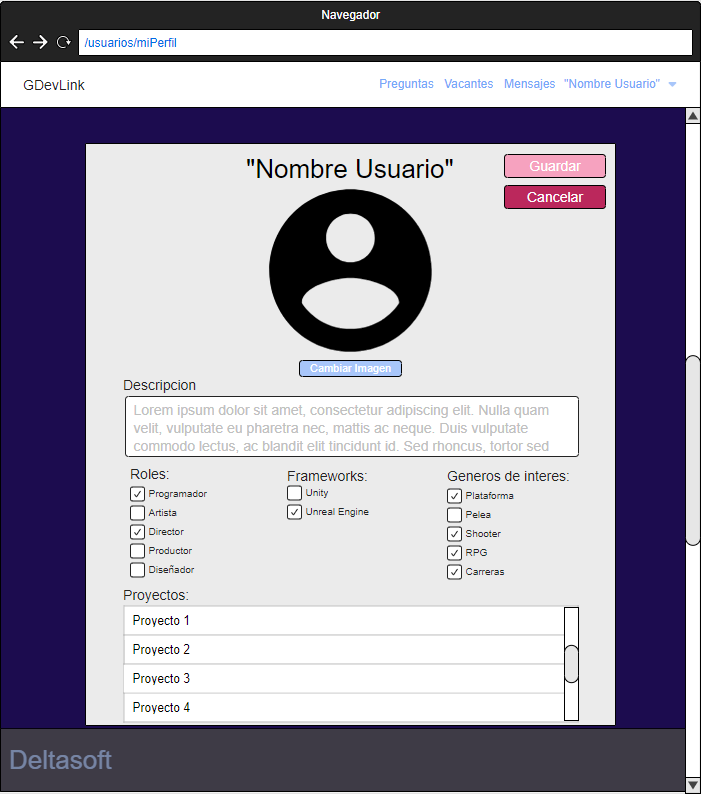 Navegador
/usuarios/miPerfil
GDevLink
Preguntas Vacantes Mensajes "Nombre Usuario"
"Nombre Usuario"
Guardar
Cancelar
Cambiar Imagen
Descripcion
Lorem ipsum dolor sit amet, consectetur adipiscing elit. Nulla quam
velit, vulputate eu pharetra nec, mattis ac neque. Duis vulputate
commodo lectus, ac blandit elit tincidunt id. Sed rhoncus, tortor sed
Roles:
Programador
Artista
Director
Productor
Diseñador
Frameworks:
Unity
Unreal Engine
Generos de interes:
Plataforma
Pelea
Shooter
RPG
Carreras
Proyectos:
Proyecto 1
Proyecto 2
Proyecto 3
Proyecto 4
Deltasoft